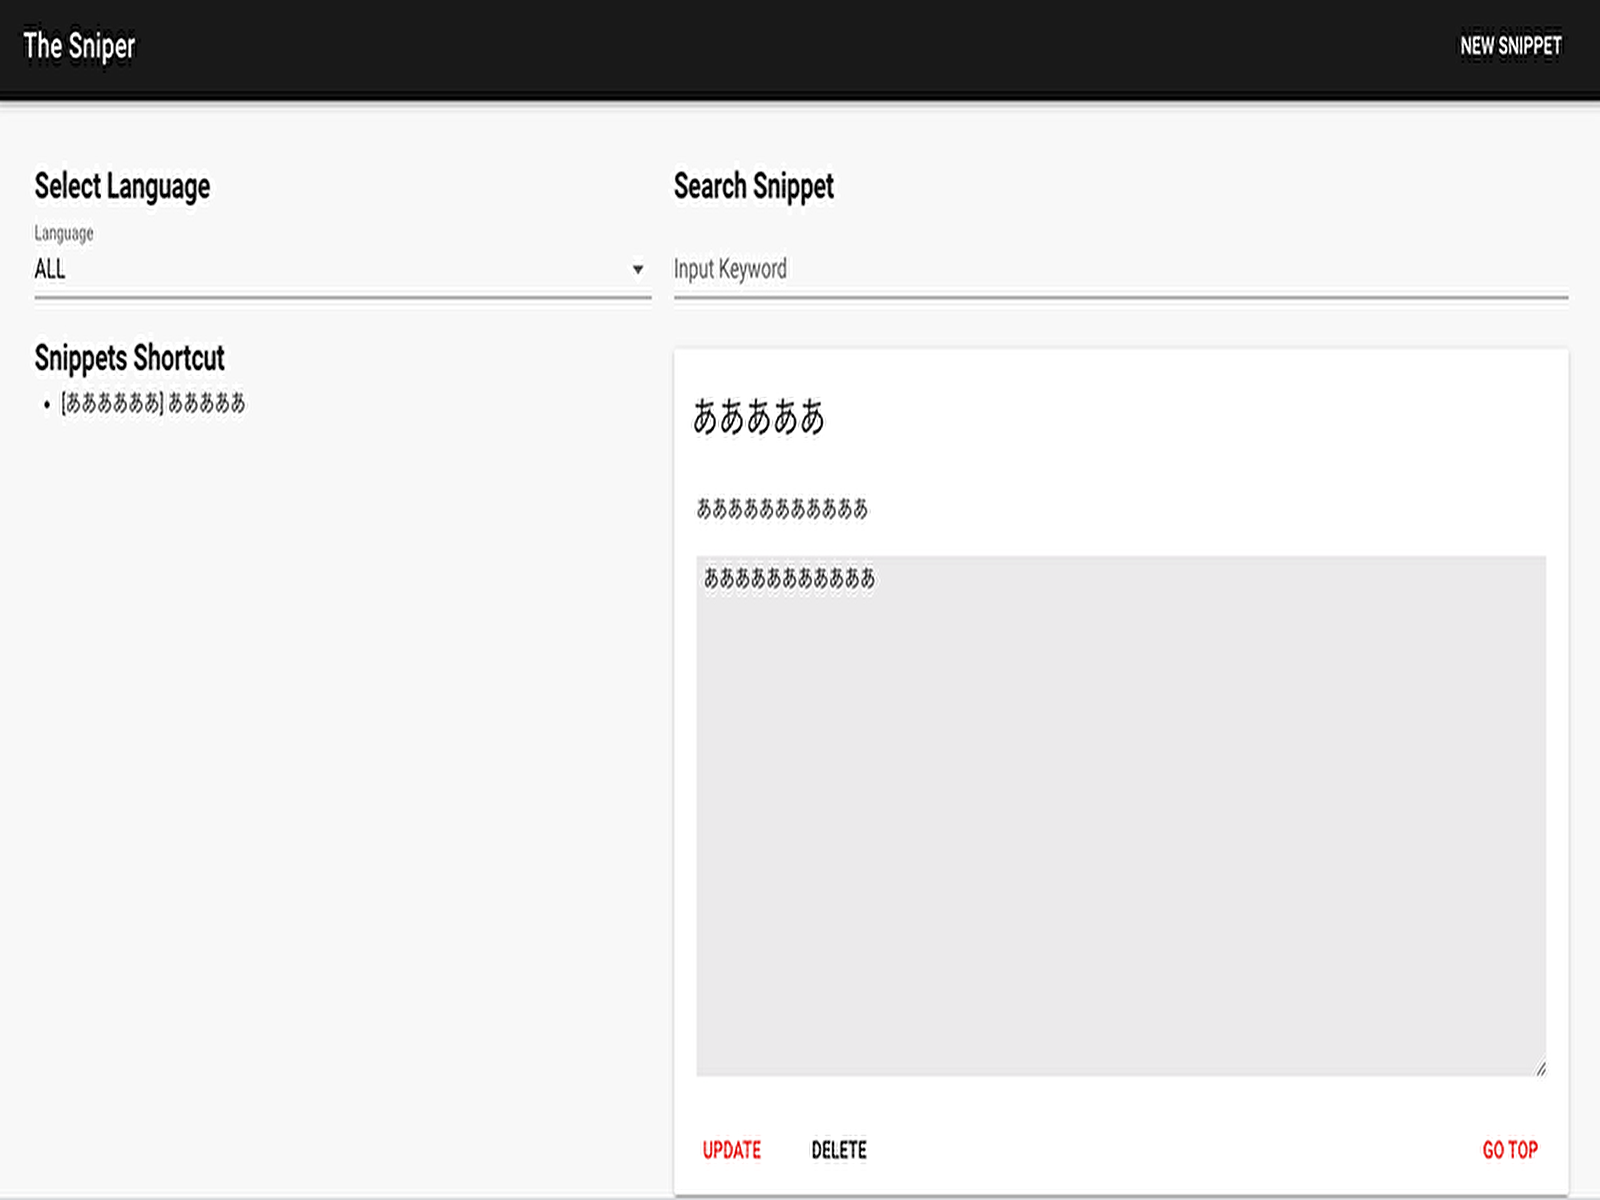 The Sniper
NEW SNIPPET
Select Language
Language
ALL
Search Snippet
Input Keyword
Snippets Shortcut
• [ああああああ] あああああ
あああああ
あああああああああああ
あああああああああああ
UPDATE
DELETE
GO TOP